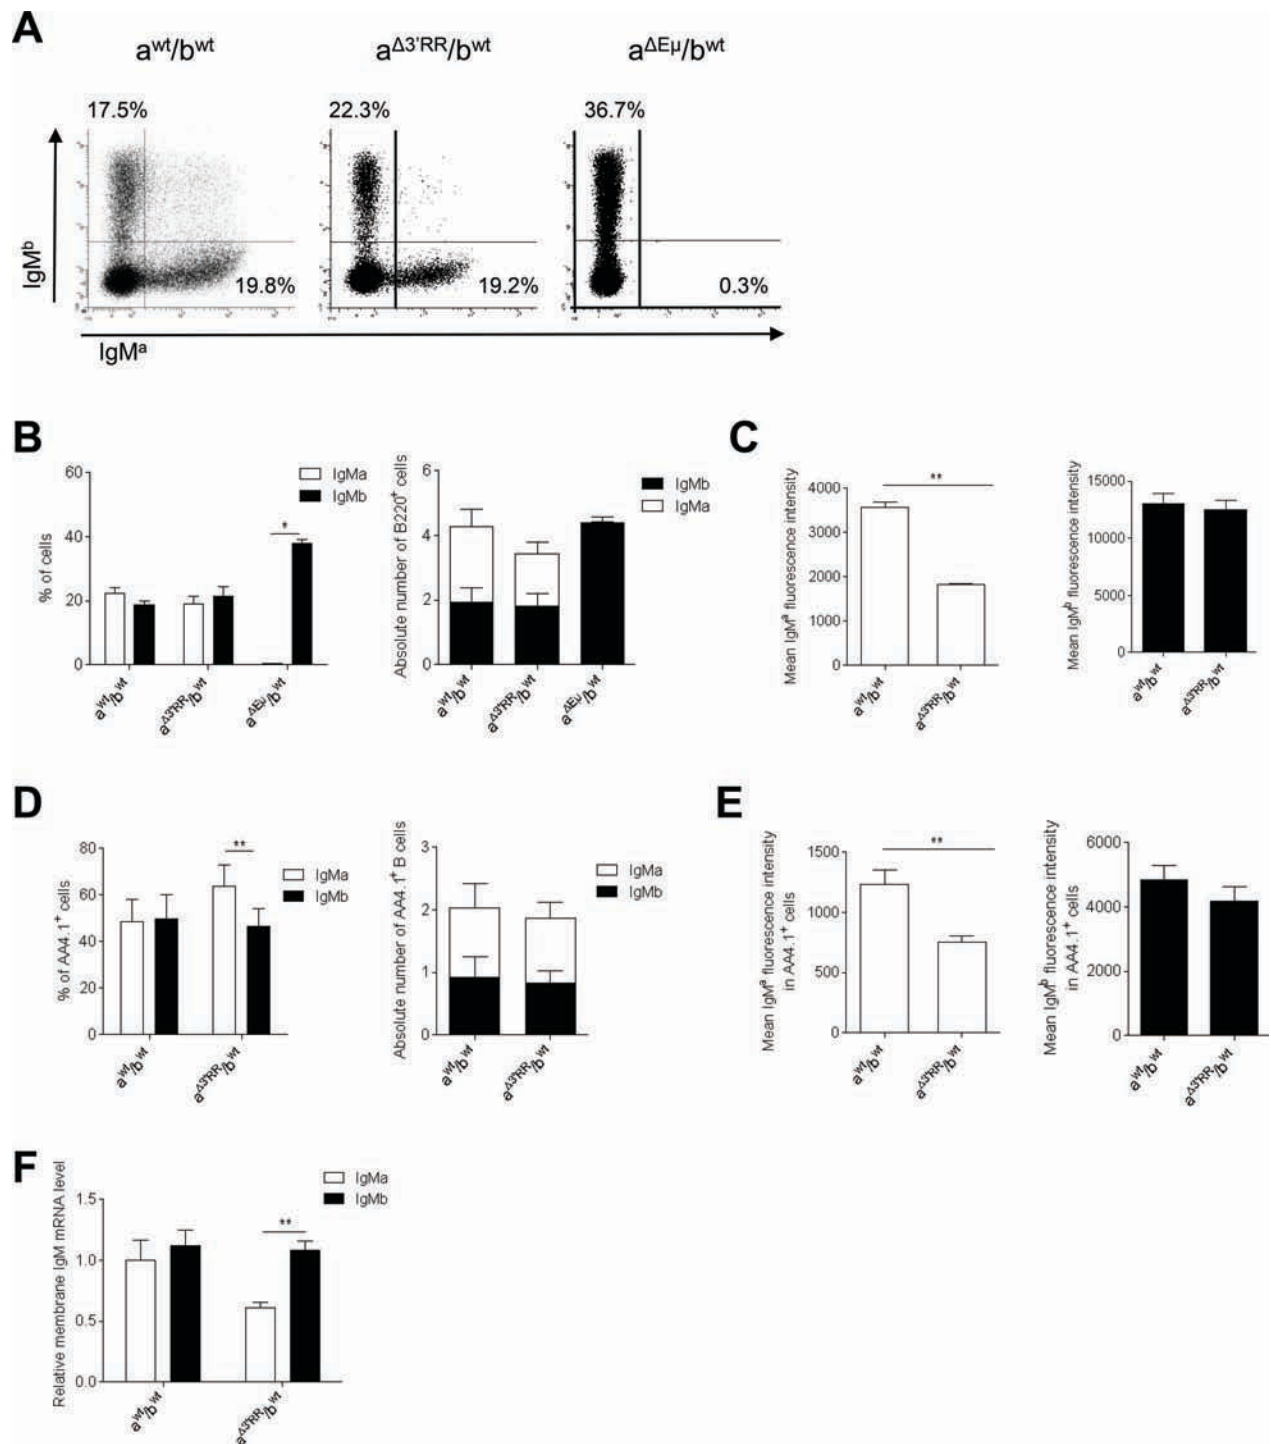 A
a^wt/b^wt
a^Δ3'RR/b^wt
a^ΔEμ/b^wt
17.5%
22.3%
36.7%
IgM^b
19.8%
19.2%
0.3%
IgM^a
B
% of cells
60
40
20
0
IgMa
IgMb
*
a^wt/b^wt
a^Δ3'RR/b^wt
a^ΔEμ/b^wt
Absolute number of B220^+ cells
6
4
2
0
IgMb
IgMa
a^wt/b^wt
a^Δ3'RR/b^wt
a^ΔEμ/b^wt
C
Mean IgM^a fluorescence intensity
4000
3000
2000
1000
0
**
a^wt/b^wt
a^Δ3'RR/b^wt
Mean IgM^b fluorescence intensity
15000
10000
5000
0
a^wt/b^wt
a^Δ3'RR/b^wt
D
% of AA4.1^+ cells
80
60
40
20
0
**
IgMa
IgMb
a^wt/b^wt
a^Δ3'RR/b^wt
Absolute number of AA4.1^+ B cells
3
2
1
0
IgMa
IgMb
a^wt/b^wt
a^Δ3'RR/b^wt
E
Mean IgM^a fluorescence intensity
in AA4.1^+ cells
1500
1000
500
0
**
a^wt/b^wt
a^Δ3'RR/b^wt
Mean IgM^b fluorescence intensity
in AA4.1^+ cells
6000
4000
2000
0
a^wt/b^wt
a^Δ3'RR/b^wt
F
Relative membrane IgM mRNA level
1.5
1.0
0.5
0.0
IgMa
IgMb
**
a^wt/b^wt
a^Δ3'RR/b^wt